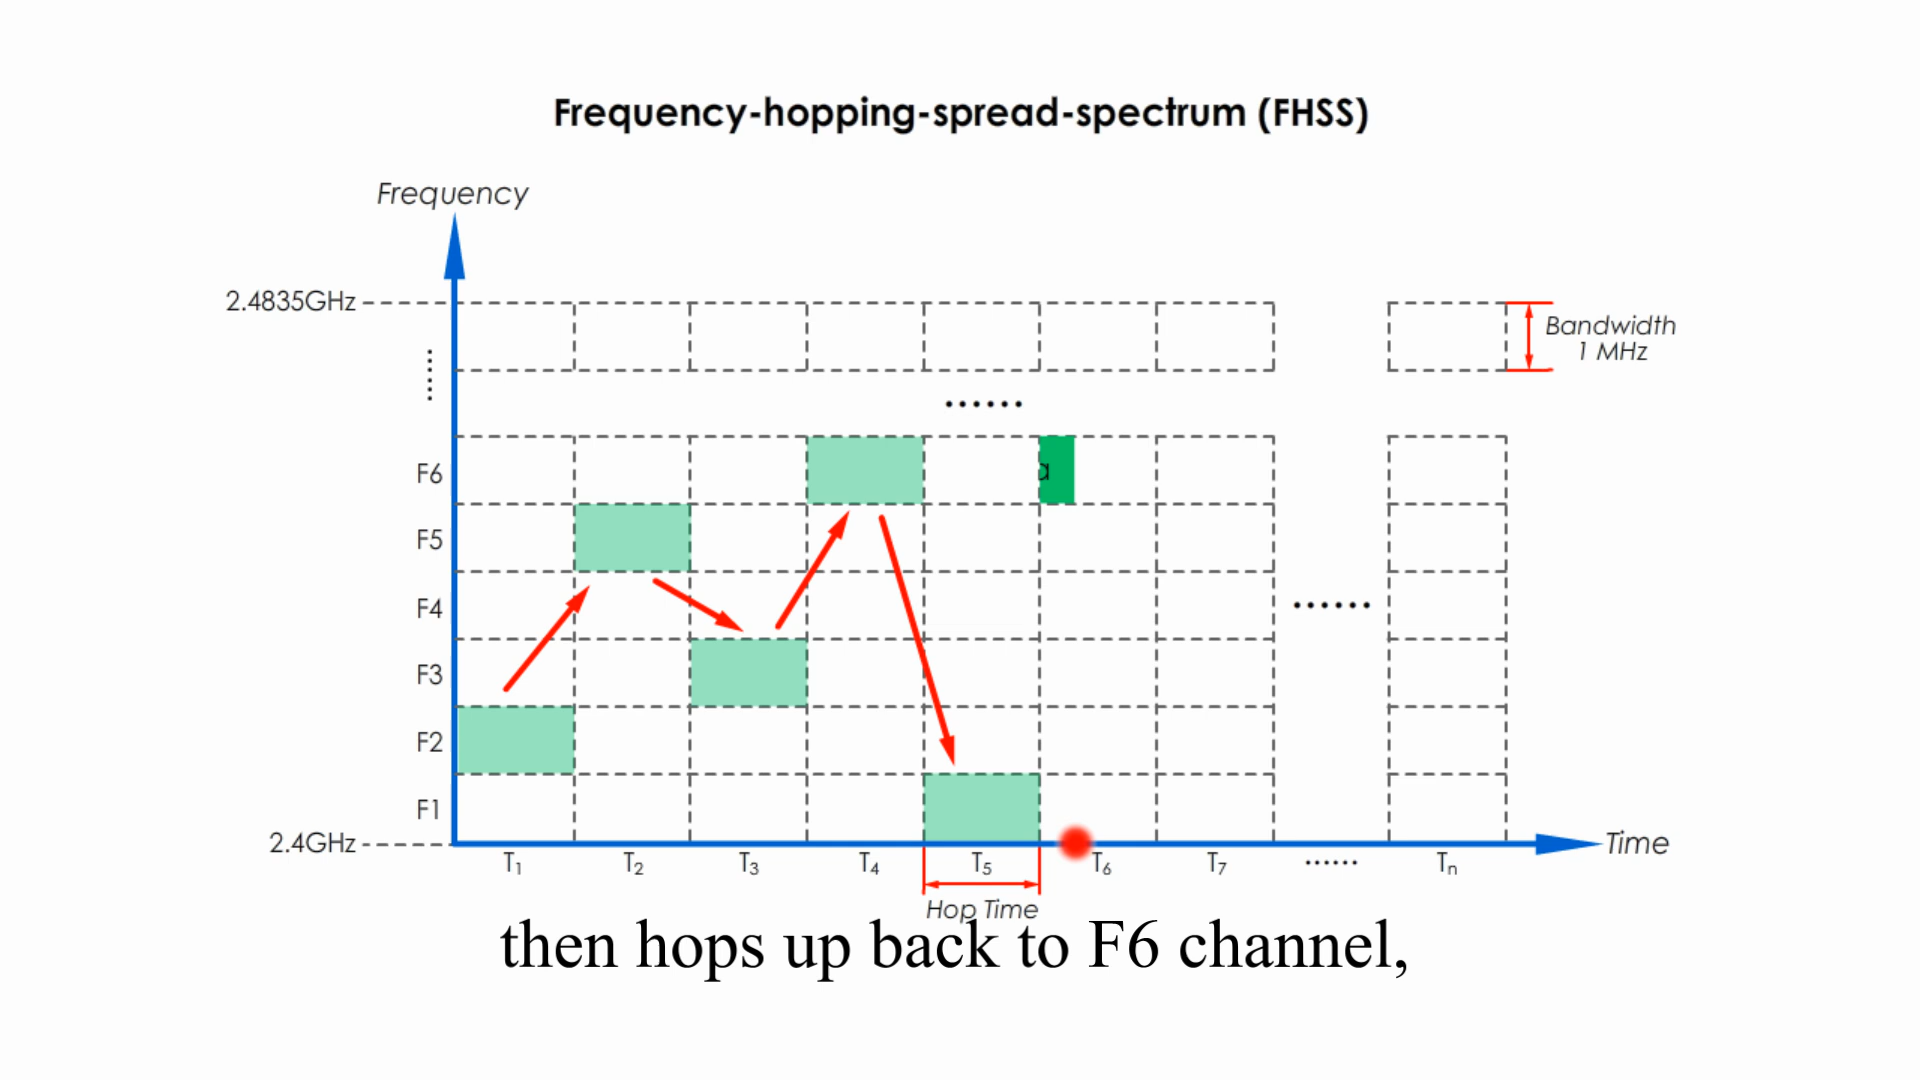 Frequency-hopping-spread-spectrum (FHSS)
Frequency
2.4835GHz
Bandwidth
1 MHz
......
......
F6
a
F5
F4
......
F3
F2
F1
2.4GHz
Time
T1 T2 T3 T4 T5 T6 T7 ...... Tn
Hop Time
then hops up back to F6 channel,